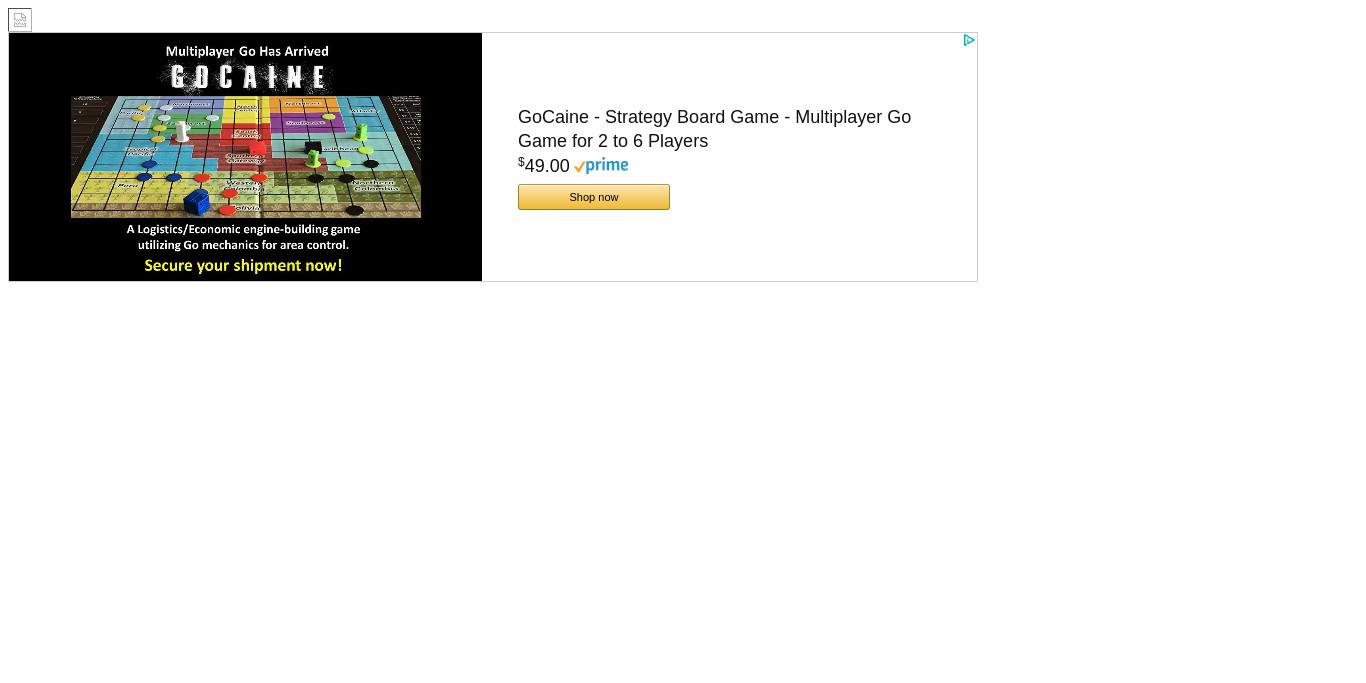 Multiplayer Go Has Arrived
GOCAINE
A Logistics/Economic engine-building game
utilizing Go mechanics for area control.
Secure your shipment now!
GoCaine - Strategy Board Game - Multiplayer Go
Game for 2 to 6 Players
$49.00 prime
Shop now